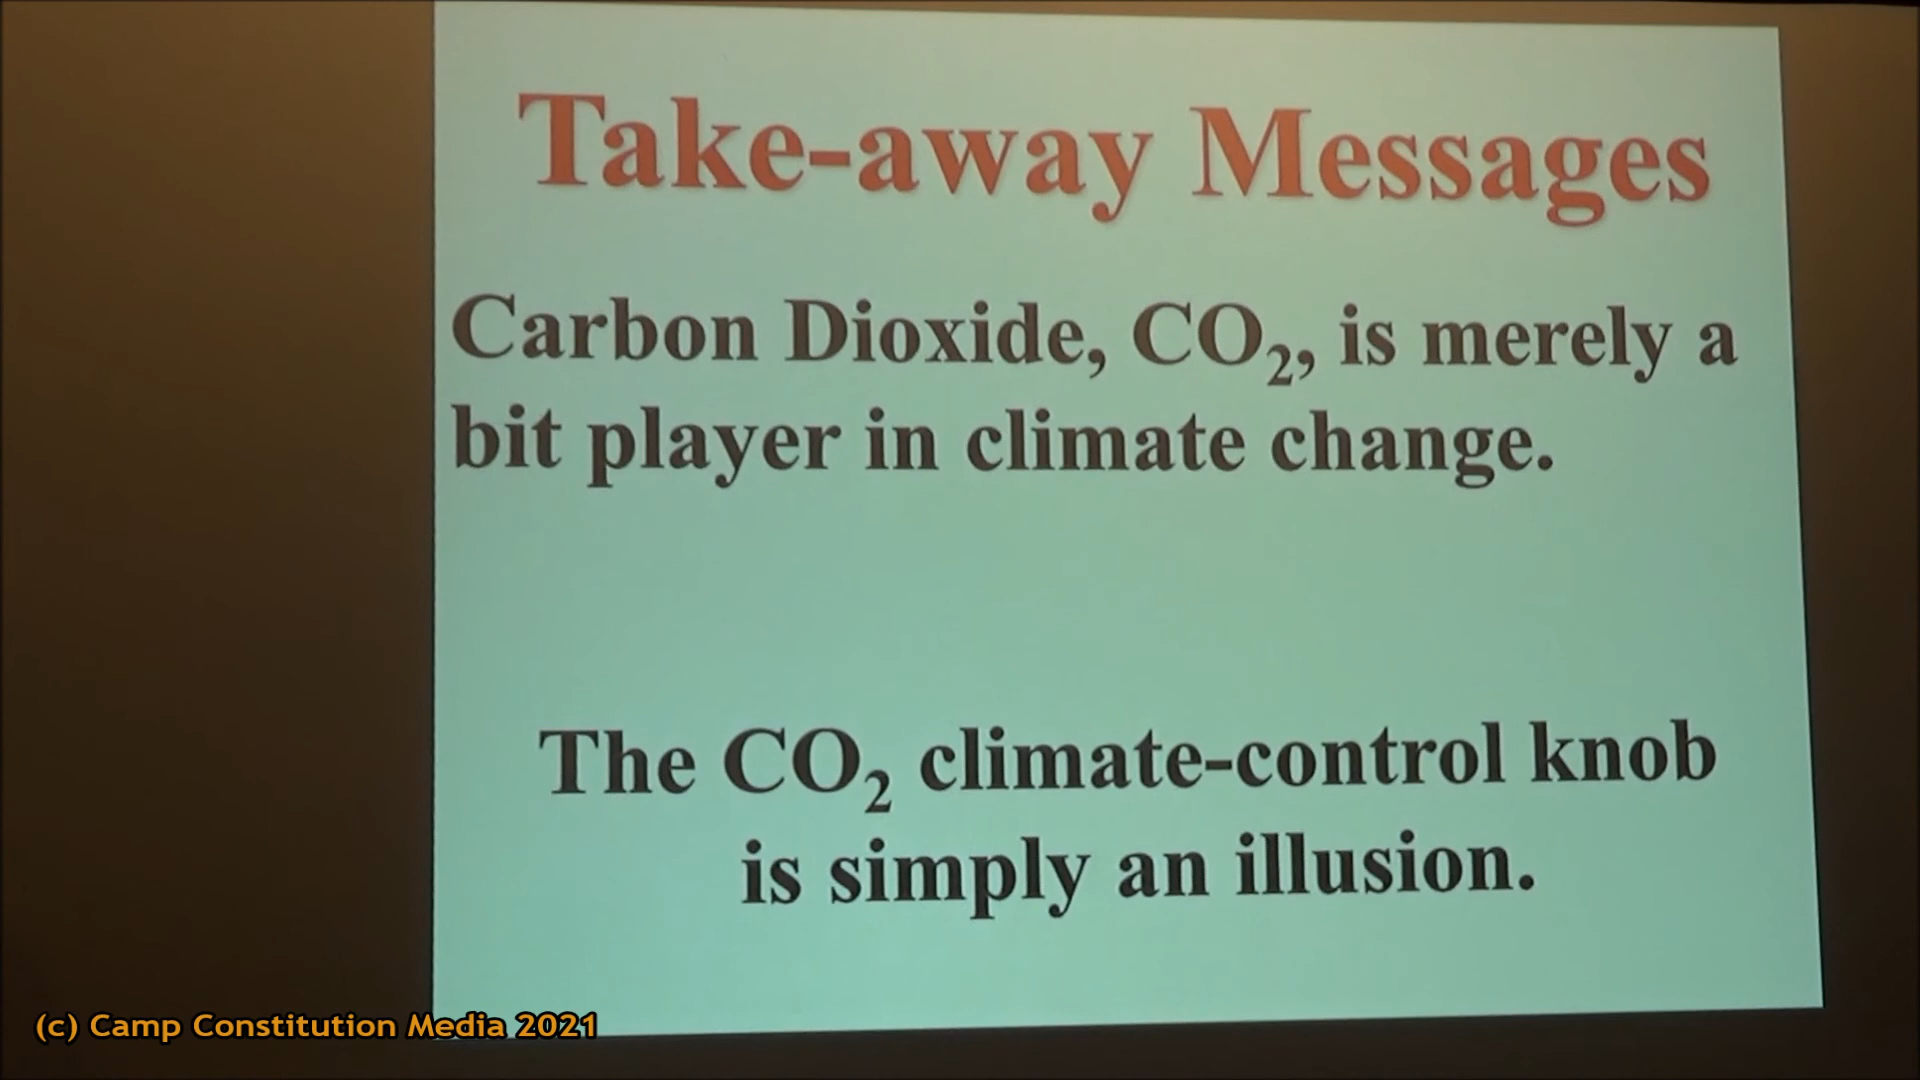 Take-away Messages
Carbon Dioxide, CO₂, is merely a
bit player in climate change.
The CO₂ climate-control knob
is simply an illusion.
(c) Camp Constitution Media 2021